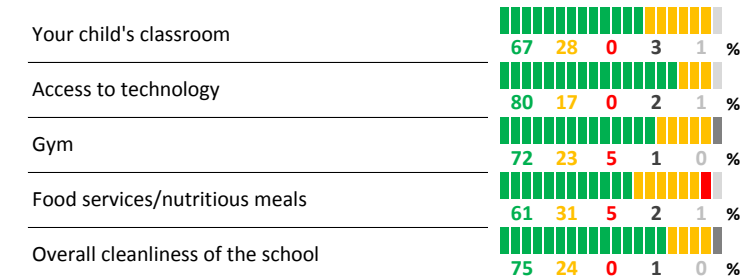 Your child's classroom
67 28 0 3 1 %
Access to technology
80 17 0 2 1 %
Gym
72 23 5 1 0 %
Food services/nutritious meals
61 31 5 2 1 %
Overall cleanliness of the school
75 24 0 1 0 %